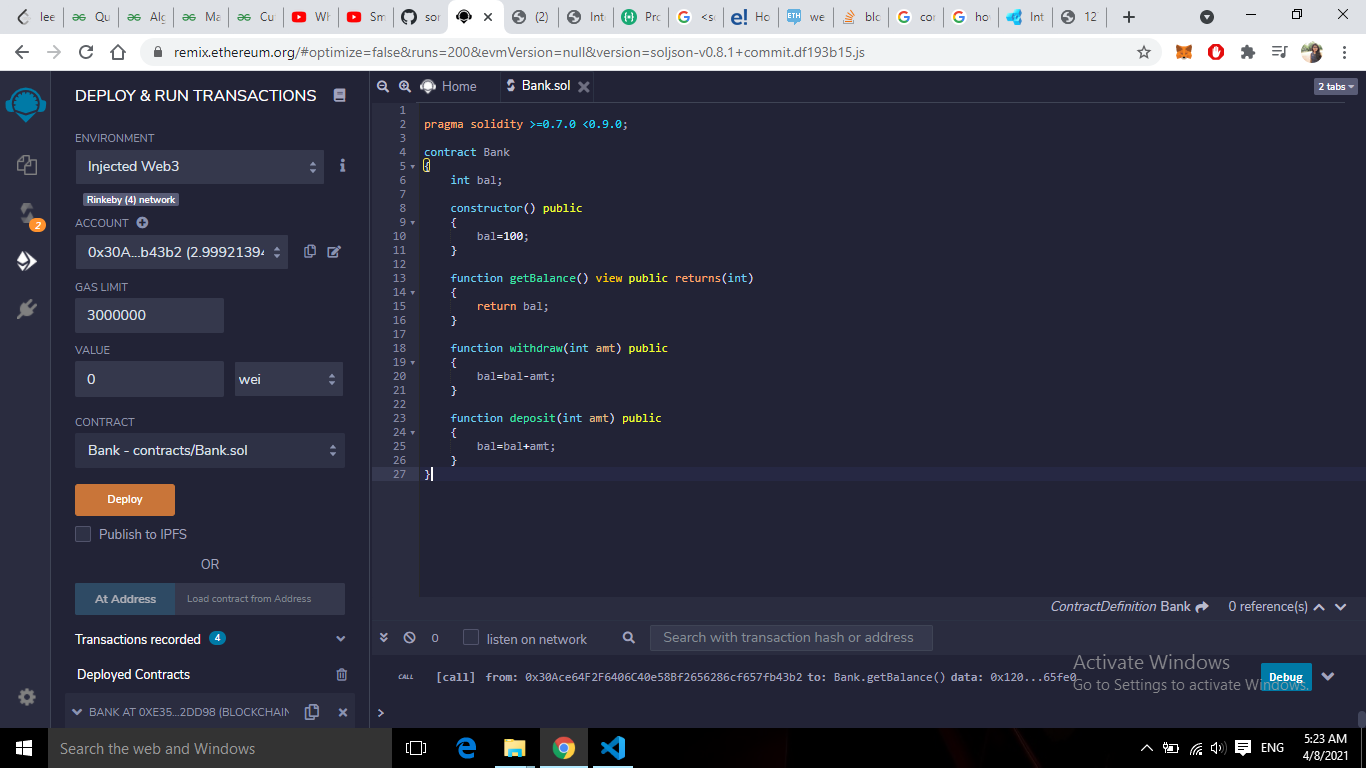 lee
Qu
Alg
Ma
Cu
Wh
Sm
sor
(2)
Int
Pro
<s
Ho
we
blo
cor
ho
Int
12
remix.ethereum.org/#optimize=false&runs=200&evmVersion=null&version=soljson-v0.8.1+commit.df193b15.js
DEPLOY & RUN TRANSACTIONS
ENVIRONMENT
Injected Web3
Rinkeby (4) network
ACCOUNT
0x30A...b43b2 (2.99921394
GAS LIMIT
3000000
VALUE
0
wei
CONTRACT
Bank - contracts/Bank.sol
Deploy
Publish to IPFS
OR
At Address
Load contract from Address
Transactions recorded 4
Deployed Contracts
BANK AT 0XE35...2DD98 (BLOCKCHAIN
2
Home
Bank.sol
2 tabs
1
2 pragma solidity >=0.7.0 <0.9.0;
3
4 contract Bank
5 {
6 int bal;
7
8 constructor() public
9 {
10 bal=100;
11 }
12
13 function getBalance() view public returns(int)
14 {
15 return bal;
16 }
17
18 function withdraw(int amt) public
19 {
20 bal=bal-amt;
21 }
22
23 function deposit(int amt) public
24 {
25 bal=bal+amt;
26 }
27 }
ContractDefinition Bank 0 reference(s)
0
listen on network
Search with transaction hash or address
CALL [call] from: 0x30Ace64F2F6406C40e58Bf2656286cf657fb43b2 to: Bank.getBalance() data: 0x120...65fe0
Debug
>
Activate Windows
Go to Settings to activate Windows.
Search the web and Windows
ENG
5:23 AM
4/8/2021